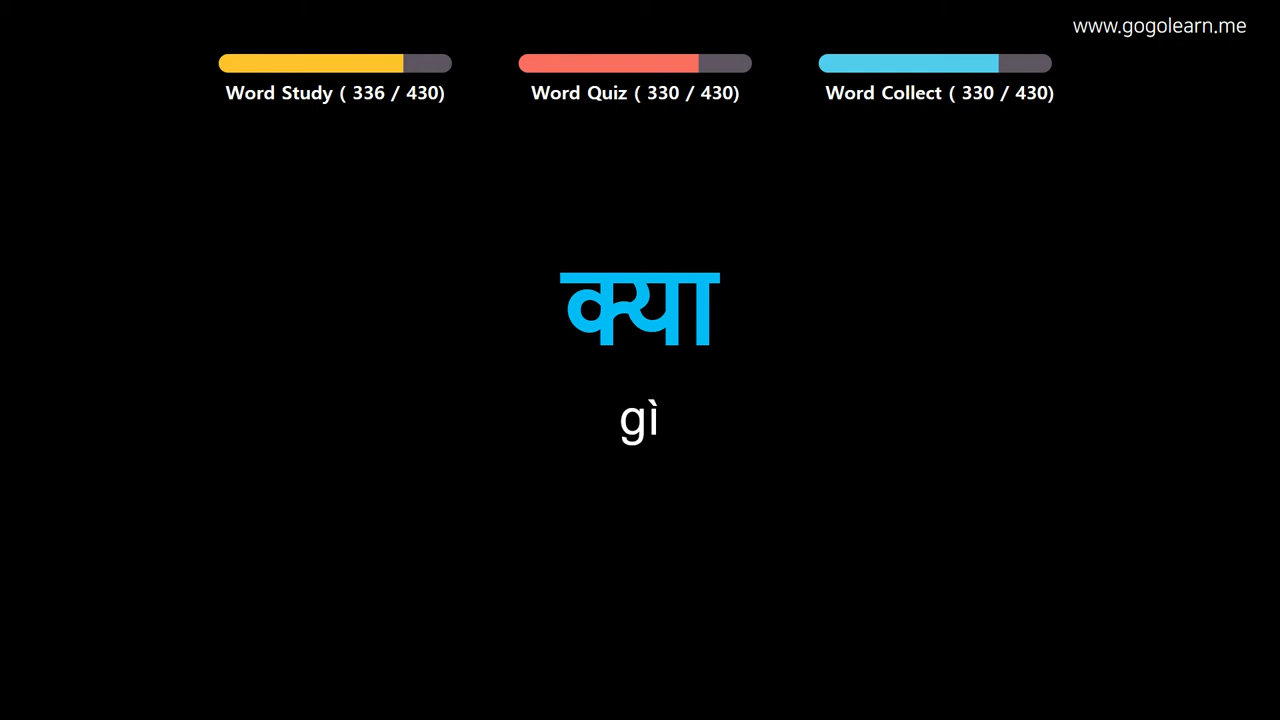 www.gogolearn.me
Word Study ( 336 / 430)
Word Quiz ( 330 / 430)
Word Collect ( 330 / 430)
क्या
gì